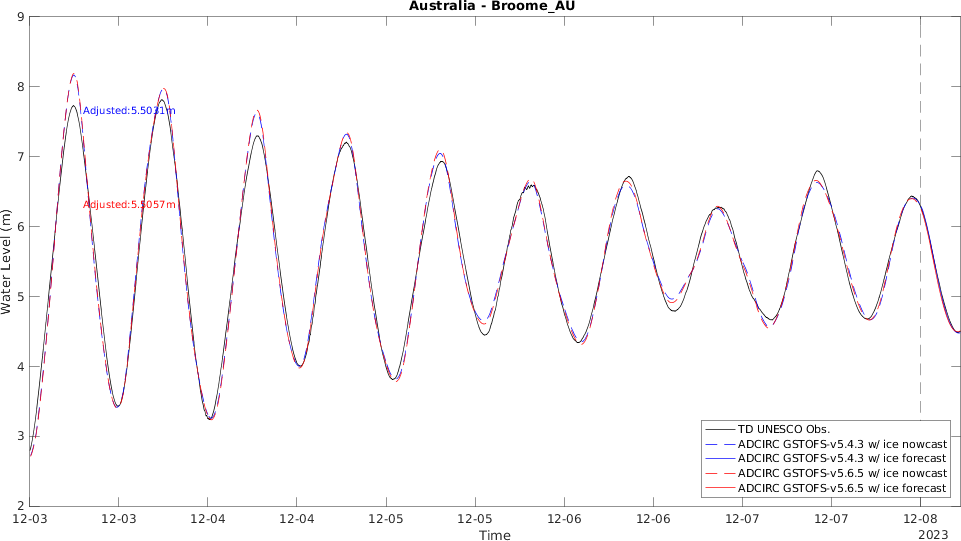 Australia - Broome_AU
9
8
Adjusted:5.5031m
7
Adjusted:5.5057m
6
Water Level (m)
5
4
3
2
TD UNESCO Obs.
ADCIRC GSTOFS-v5.4.3 w/ ice nowcast
ADCIRC GSTOFS-v5.4.3 w/ ice forecast
ADCIRC GSTOFS-v5.6.5 w/ ice nowcast
ADCIRC GSTOFS-v5.6.5 w/ ice forecast
12-03 12-03 12-04 12-04 12-05 12-05 12-06 12-06 12-07 12-07 12-08
Time
2023